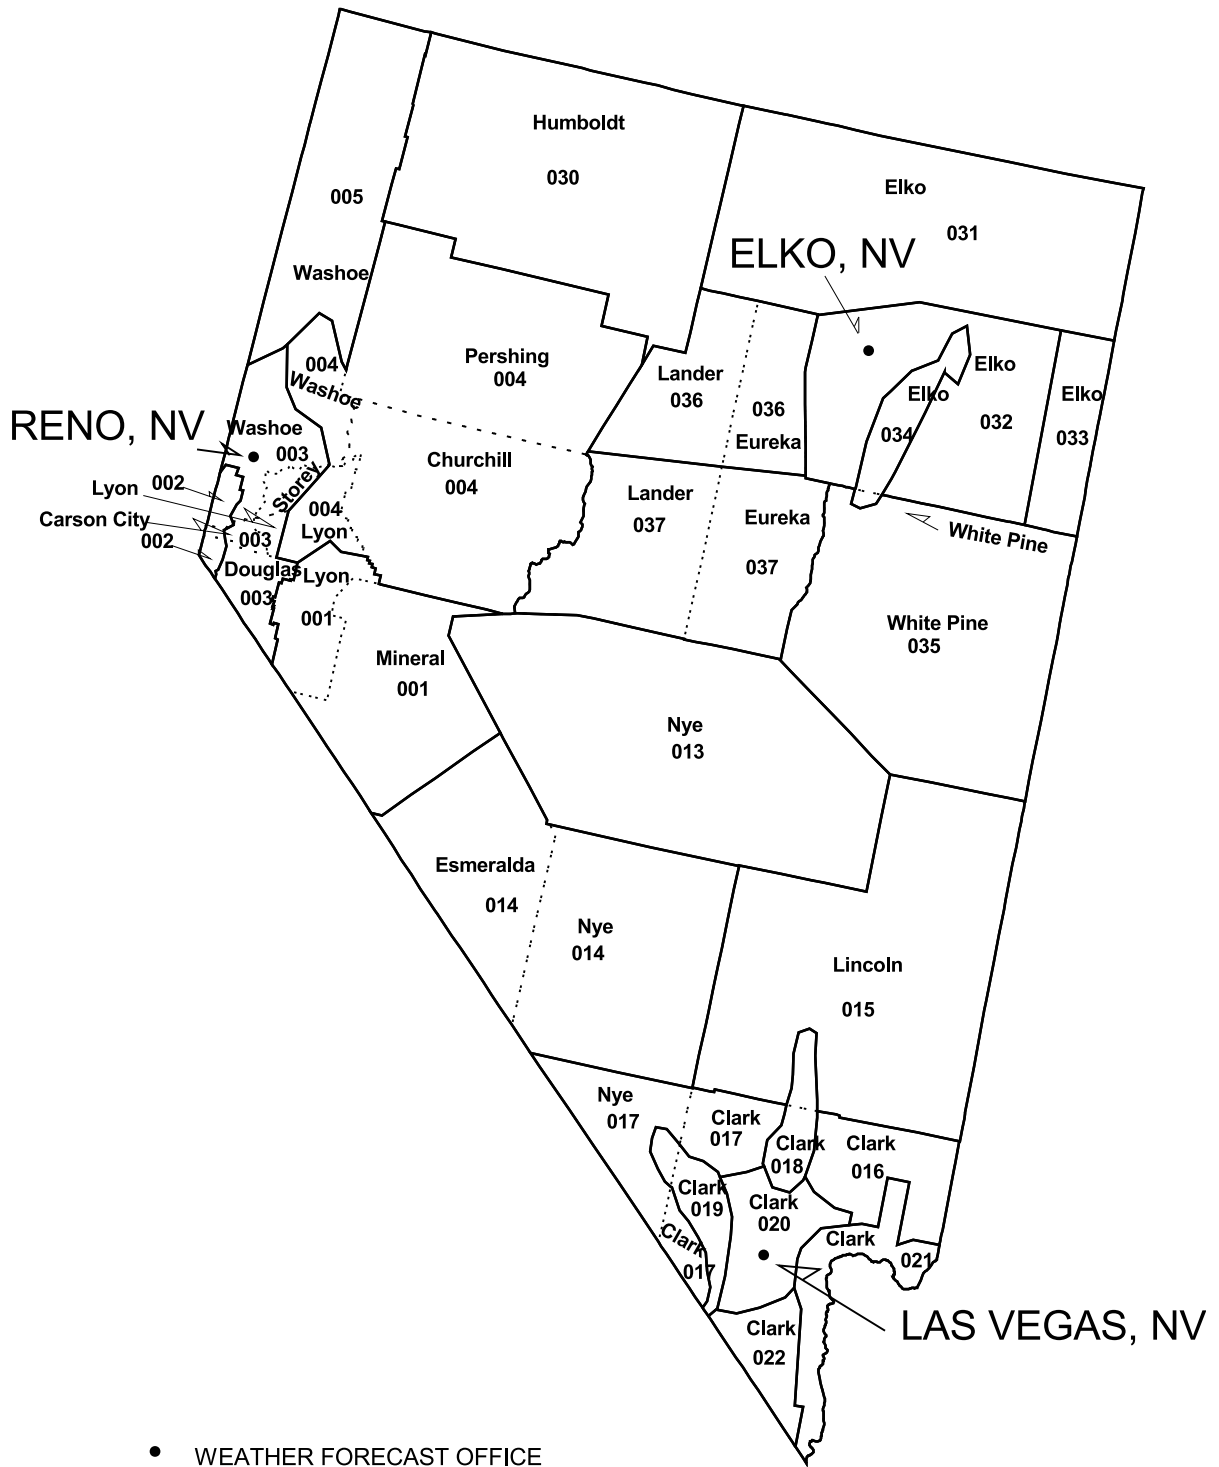 Humboldt
030
Elko
031
005
Washoe
ELKO, NV
004
Washoe
Pershing
004
Lander
036
036
Eureka
Elko
Elko
034
032
Elko
033
RENO, NV
Washoe
003
Storey
002
Lyon
Carson City
002
003
004
Lyon
Churchill
004
Lander
037
Eureka
037
White Pine
Douglas
003
Lyon
001
White Pine
035
Mineral
001
Nye
013
Esmeralda
014
Nye
014
Lincoln
015
Nye
017
Clark
017
Clark
018
Clark
016
Clark
019
Clark
020
Clark
017
Clark
021
LAS VEGAS, NV
Clark
022
WEATHER FORECAST OFFICE